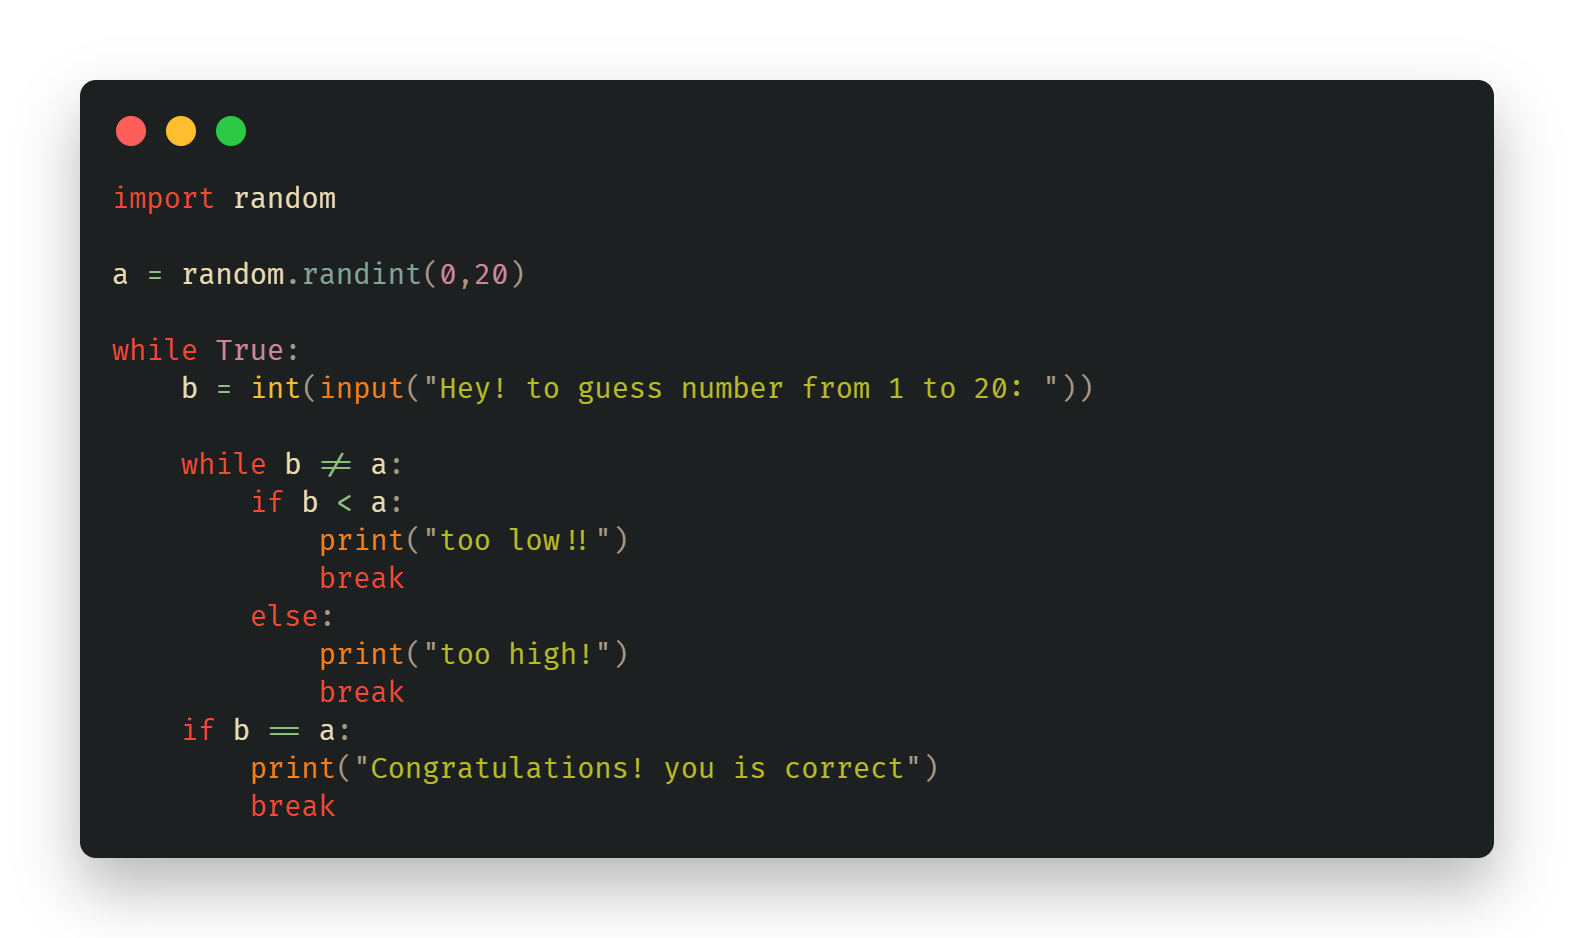 import random

a = random.randint(0,20)

while True:
    b = int(input("Hey! to guess number from 1 to 20: "))

    while b != a:
        if b < a:
            print("too low!!")
            break
        else:
            print("too high!")
            break
    if b == a:
        print("Congratulations! you is correct")
        break